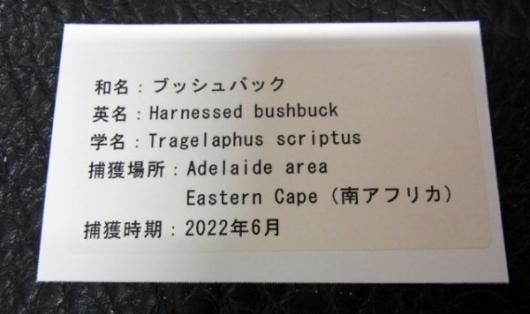 和名：ブッシュバック
英名：Harnessed bushbuck
学名：Tragelaphus scriptus
捕獲場所：Adelaide area
Eastern Cape（南アフリカ）
捕獲時期：2022年6月